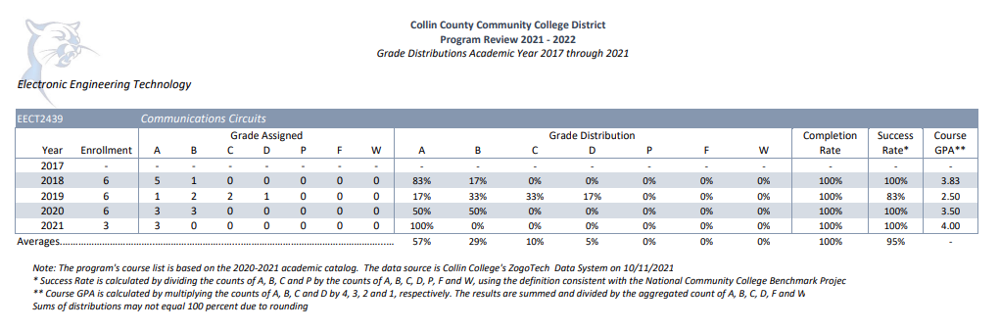 Collin County Community College District
Program Review 2021 - 2022
Grade Distributions Academic Year 2017 through 2021
Electronic Engineering Technology
EECT2439 Communications Circuits
Grade Assigned Grade Distribution Completion Success Course
Year Enrollment A B C D P F W A B C D P F W Rate Rate* GPA**
2017 - - - - - - - - - - - - - - - - - -
2018 6 5 1 0 0 0 0 0 83% 17% 0% 0% 0% 0% 0% 100% 100% 3.83
2019 6 1 2 2 1 0 0 0 17% 33% 33% 17% 0% 0% 0% 100% 83% 2.50
2020 6 3 3 0 0 0 0 0 50% 50% 0% 0% 0% 0% 0% 100% 100% 3.50
2021 3 3 0 0 0 0 0 0 100% 0% 0% 0% 0% 0% 0% 100% 100% 4.00
Averages................................................................................................................ 57% 29% 10% 5% 0% 0% 0% 100% 95% -
Note: The program's course list is based on the 2020-2021 academic catalog. The data source is Collin College's ZogoTech Data System on 10/11/2021
* Success Rate is calculated by dividing the counts of A, B, C and P by the counts of A, B, C, D, P, F and W, using the definition consistent with the National Community College Benchmark Projec
** Course GPA is calculated by multiplying the counts of A, B, C and D by 4, 3, 2 and 1, respectively. The results are summed and divided by the aggregated count of A, B, C, D, F and W
Sums of distributions may not equal 100 percent due to rounding